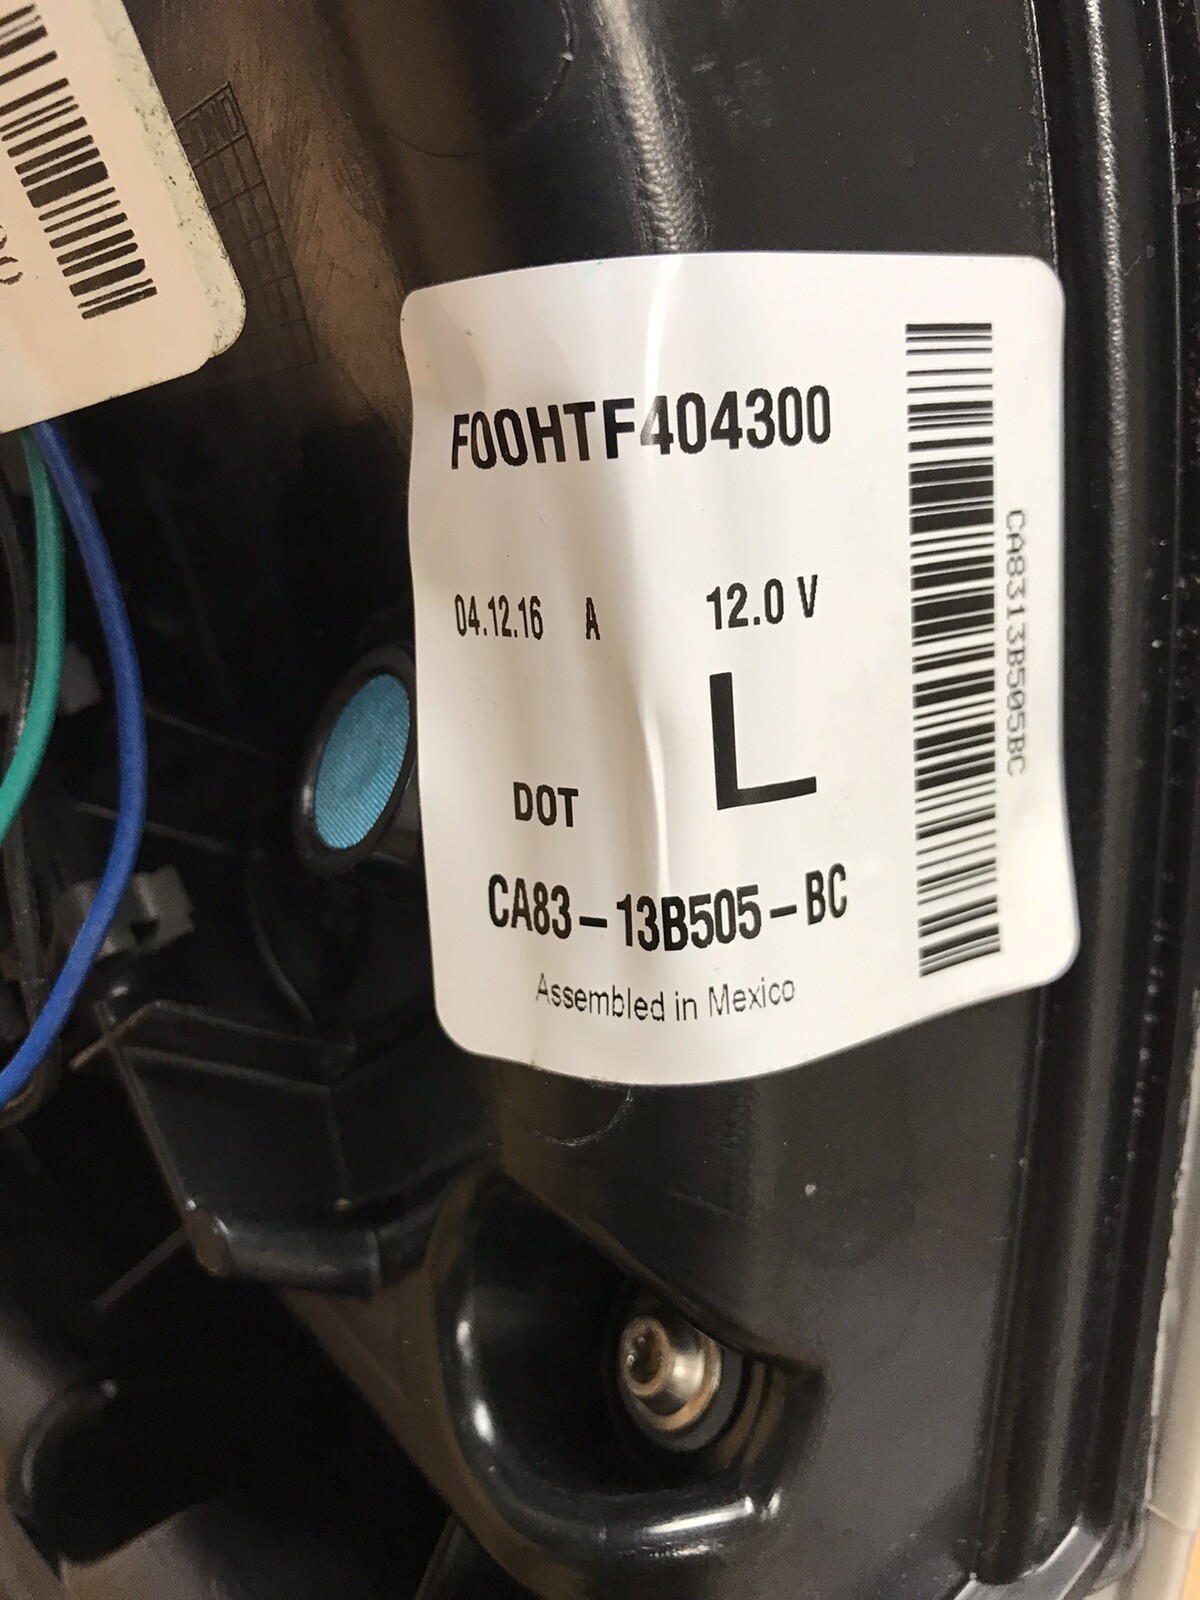 F00HTF404300
04.12.16 A 12.0 V
L
DOT
CA83-13B505-BC
Assembled in Mexico
CA8313B505BC